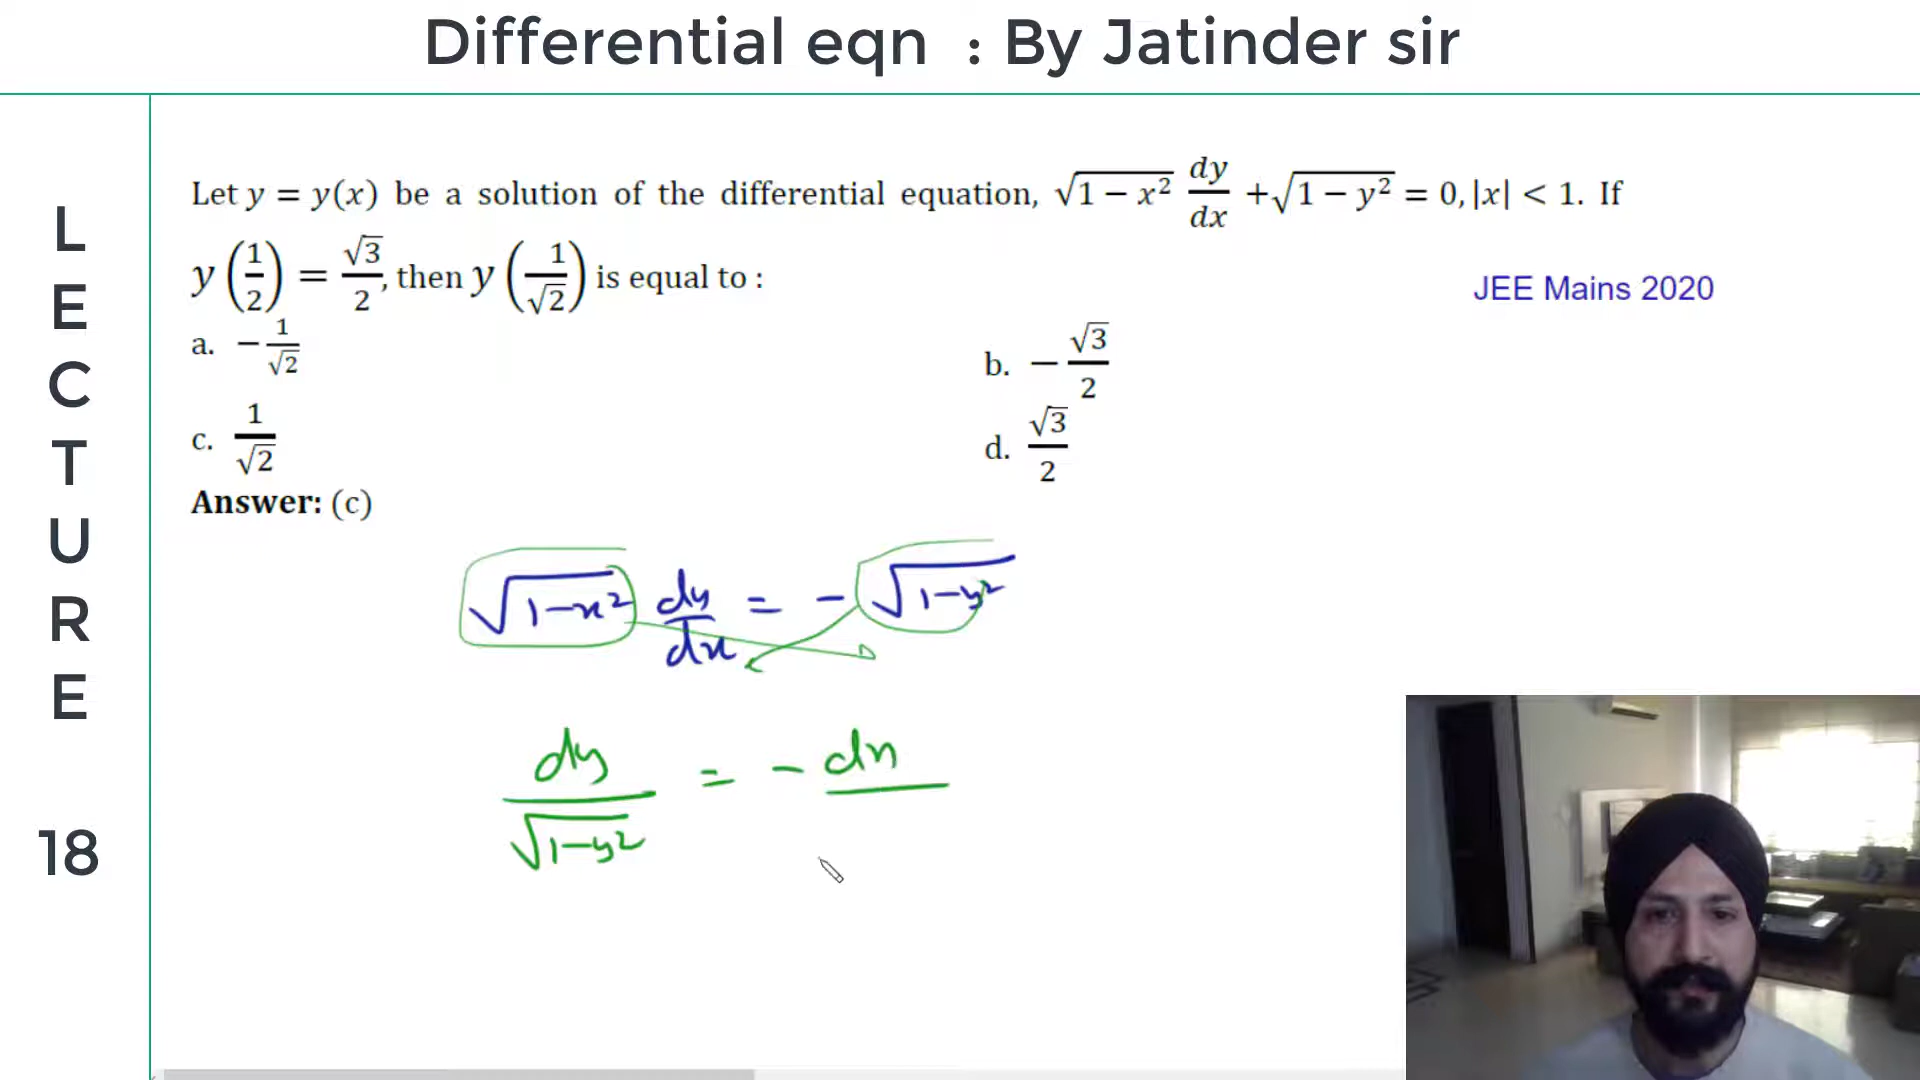 Differential eqn : By Jatinder sir
LECTURE
18
Let y = y(x) be a solution of the differential equation, √(1 − x²) dy/dx + √(1 − y²) = 0, |x| < 1. If
y(1/2) = √3/2, then y(1/√2) is equal to :
JEE Mains 2020
a. −1/√2
b. −√3/2
c. 1/√2
d. √3/2
Answer: (c)
√(1−x²) dy/dx = − √(1−y²)
dy/√(1−y²) = − dx